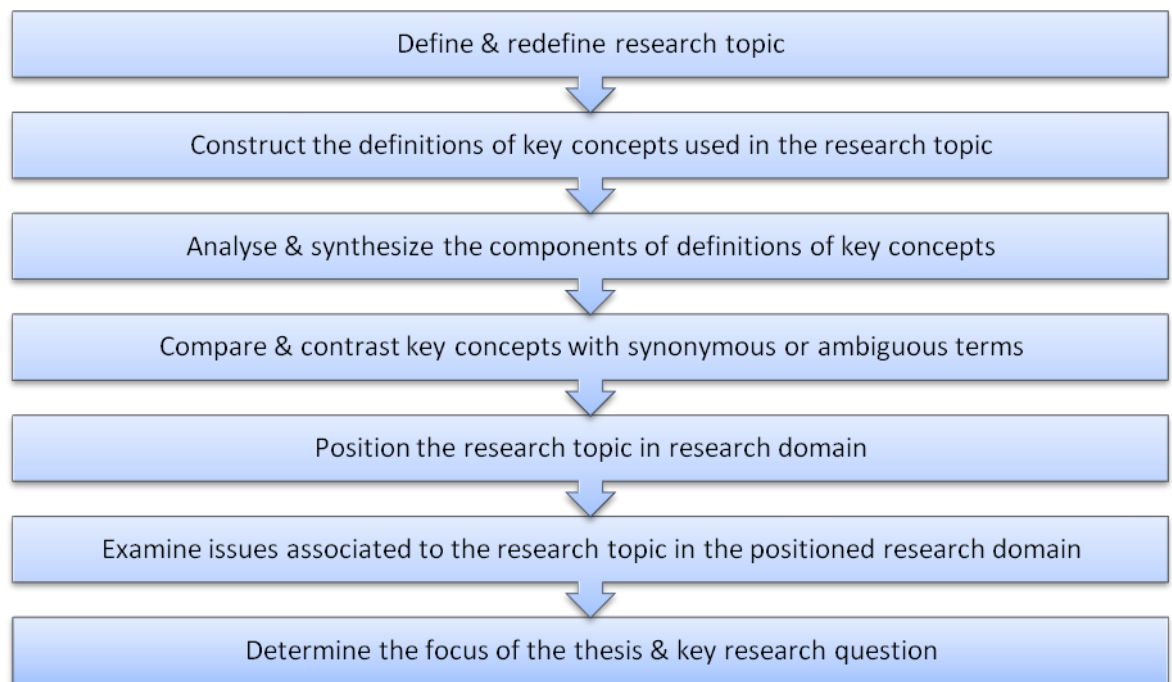 Define & redefine research topic
Construct the definitions of key concepts used in the research topic
Analyse & synthesize the components of definitions of key concepts
Compare & contrast key concepts with synonymous or ambiguous terms
Position the research topic in research domain
Examine issues associated to the research topic in the positioned research domain
Determine the focus of the thesis & key research question